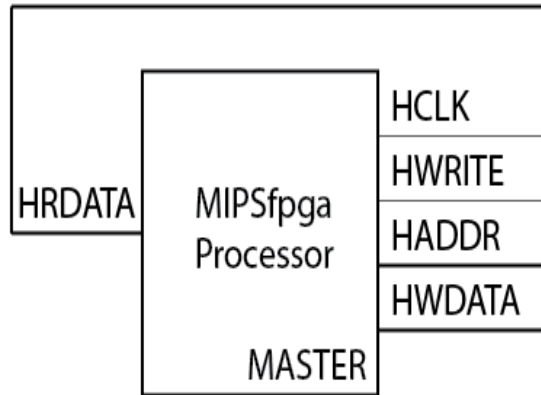 HCLK
HWRITE
HRDATA
MIPSfpga
Processor
HADDR
HWDATA
MASTER